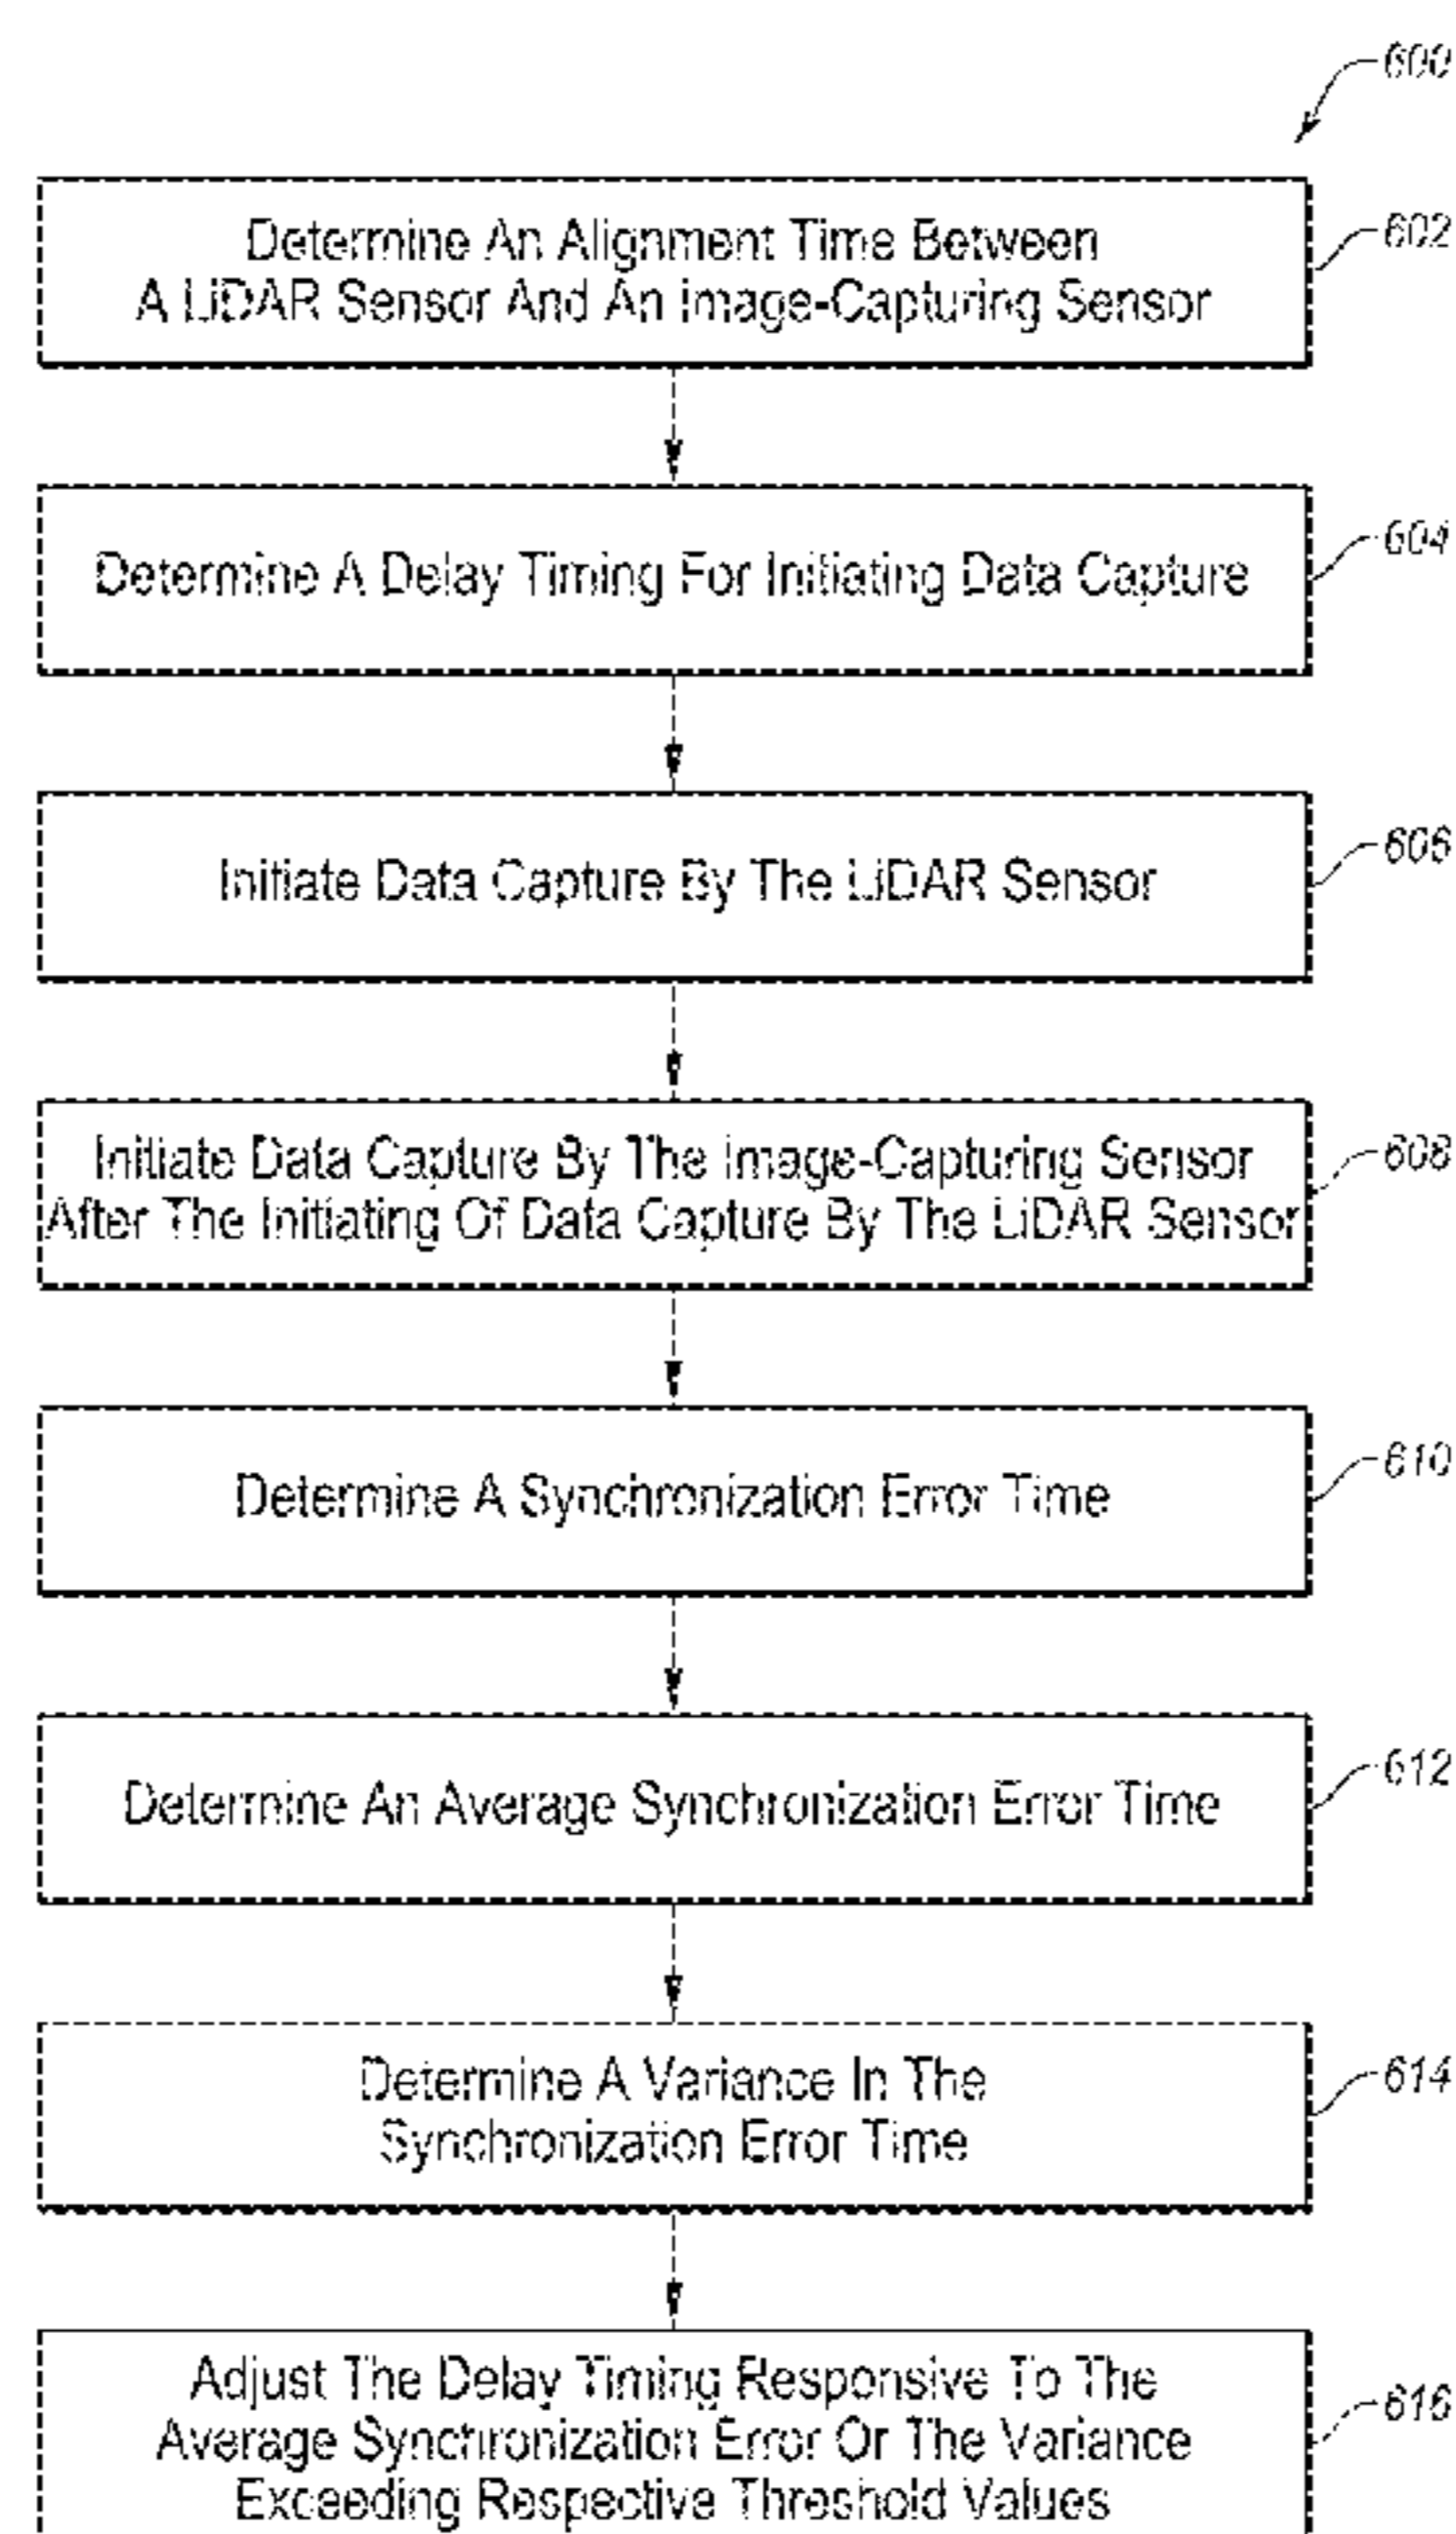 600
Determine An Alignment Time Between
A LiDAR Sensor And An Image-Capturing Sensor
602
Determine A Delay Timing For Initiating Data Capture
604
Initiate Data Capture By The LiDAR Sensor
606
Initiate Data Capture By The Image-Capturing Sensor
After The Initiating Of Data Capture By The LiDAR Sensor
608
Determine A Synchronization Error Time
610
Determine An Average Synchronization Error Time
612
Determine A Variance In The
Synchronization Error Time
614
Adjust The Delay Timing Responsive To The
Average Synchronization Error Or The Variance
Exceeding Respective Threshold Values
616